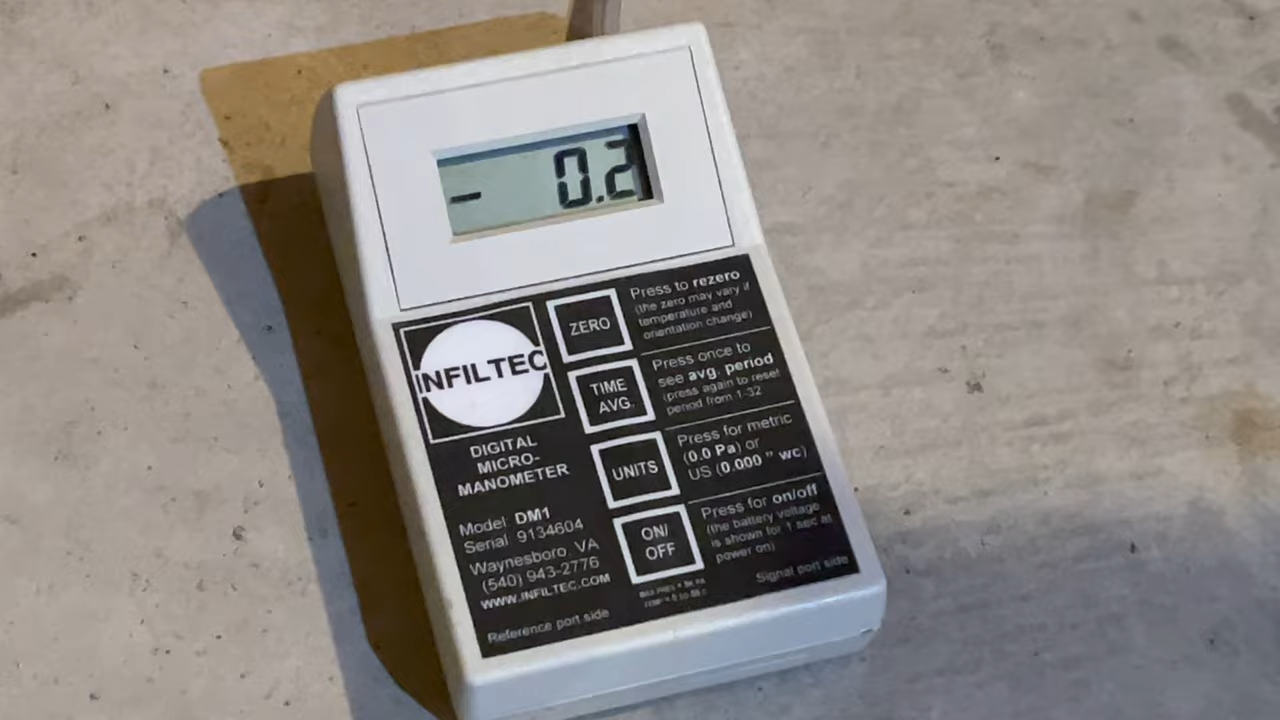 - 0.2
INFILTEC
DIGITAL
MICRO-
MANOMETER
Model: DM1
Serial: 9134604
Waynesboro, VA
(540) 943-2776
WWW.INFILTEC.COM
Reference port side
ZERO
Press to rezero
(the zero may vary if
temperature and
orientation change)
TIME
AVG.
Press once to
see avg. period
(press again to reset
period from 1-32
UNITS
Press for metric
(0.0 Pa) or
US (0.000 " wc)
ON/
OFF
Press for on/off
(the battery voltage
is shown for 1 sec at
power on)
Signal port side